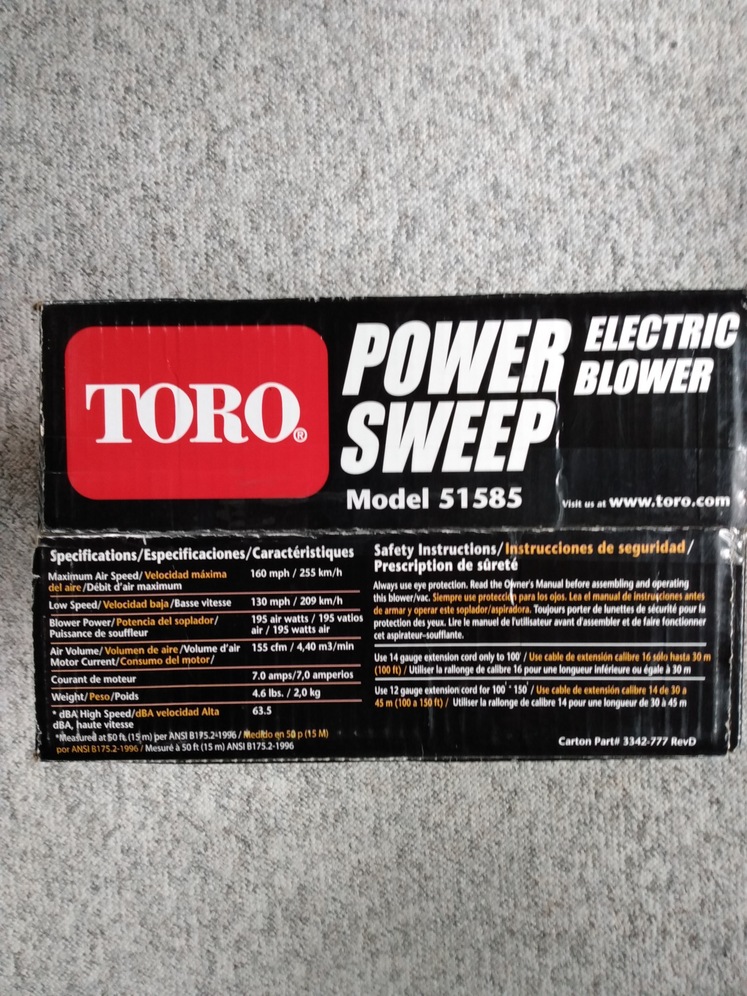 TORO®
POWER
SWEEP
ELECTRIC
BLOWER
Model 51585
Visit us at www.toro.com
Specifications/Especificaciones/Caractéristiques
Maximum Air Speed/Velocidad máxima
del aire/Débit d'air maximum
160 mph / 255 km/h
Low Speed/Velocidad baja/Basse vitesse
130 mph / 209 km/h
Blower Power/Potencia del soplador/
Puissance de souffleur
195 air watts / 195 vatios
air / 195 watts air
Air Volume/Volumen de aire/Volume d'air
155 cfm / 4,40 m3/min
Motor Current/Consumo del motor/
Courant de moteur
7.0 amps/7,0 amperios
Weight/Peso/Poids
4.6 lbs. / 2,0 kg
* dBA High Speed/dBA velocidad Alta
dBA, haute vitesse
63.5
*Measured at 50 ft. (15 m) per ANSI B175.2-1996 / Medido en 50 p (15 M)
por ANSI B175.2-1996 / Mesuré à 50 ft (15 m) ANSI B175.2-1996
Safety Instructions/Instrucciones de seguridad/
Prescription de sûreté
Always use eye protection. Read the Owner's Manual before assembling and operating
this blower/vac. Siempre use protección para los ojos. Lea el manual de instrucciones antes
de armar y operar este soplador/aspiradora. Toujours porter de lunettes de sécurité pour la
protection des yeux. Lire le manuel de l'utilisateur avant d'assembler et de faire fonctionner
cet aspirateur-soufflante.
Use 14 gauge extension cord only to 100' / Use cable de extensión calibre 16 sólo hasta 30 m
(100 ft) / Utiliser la rallonge de calibre 16 pour une longueur inférieure ou égale à 30 m
Use 12 gauge extension cord for 100' - 150' / Use cable de extensión calibre 14 de 30 a
45 m (100 a 150 ft) / Utiliser la rallonge de calibre 14 pour une longueur de 30 à 45 m
Carton Part# 3342-777 RevD